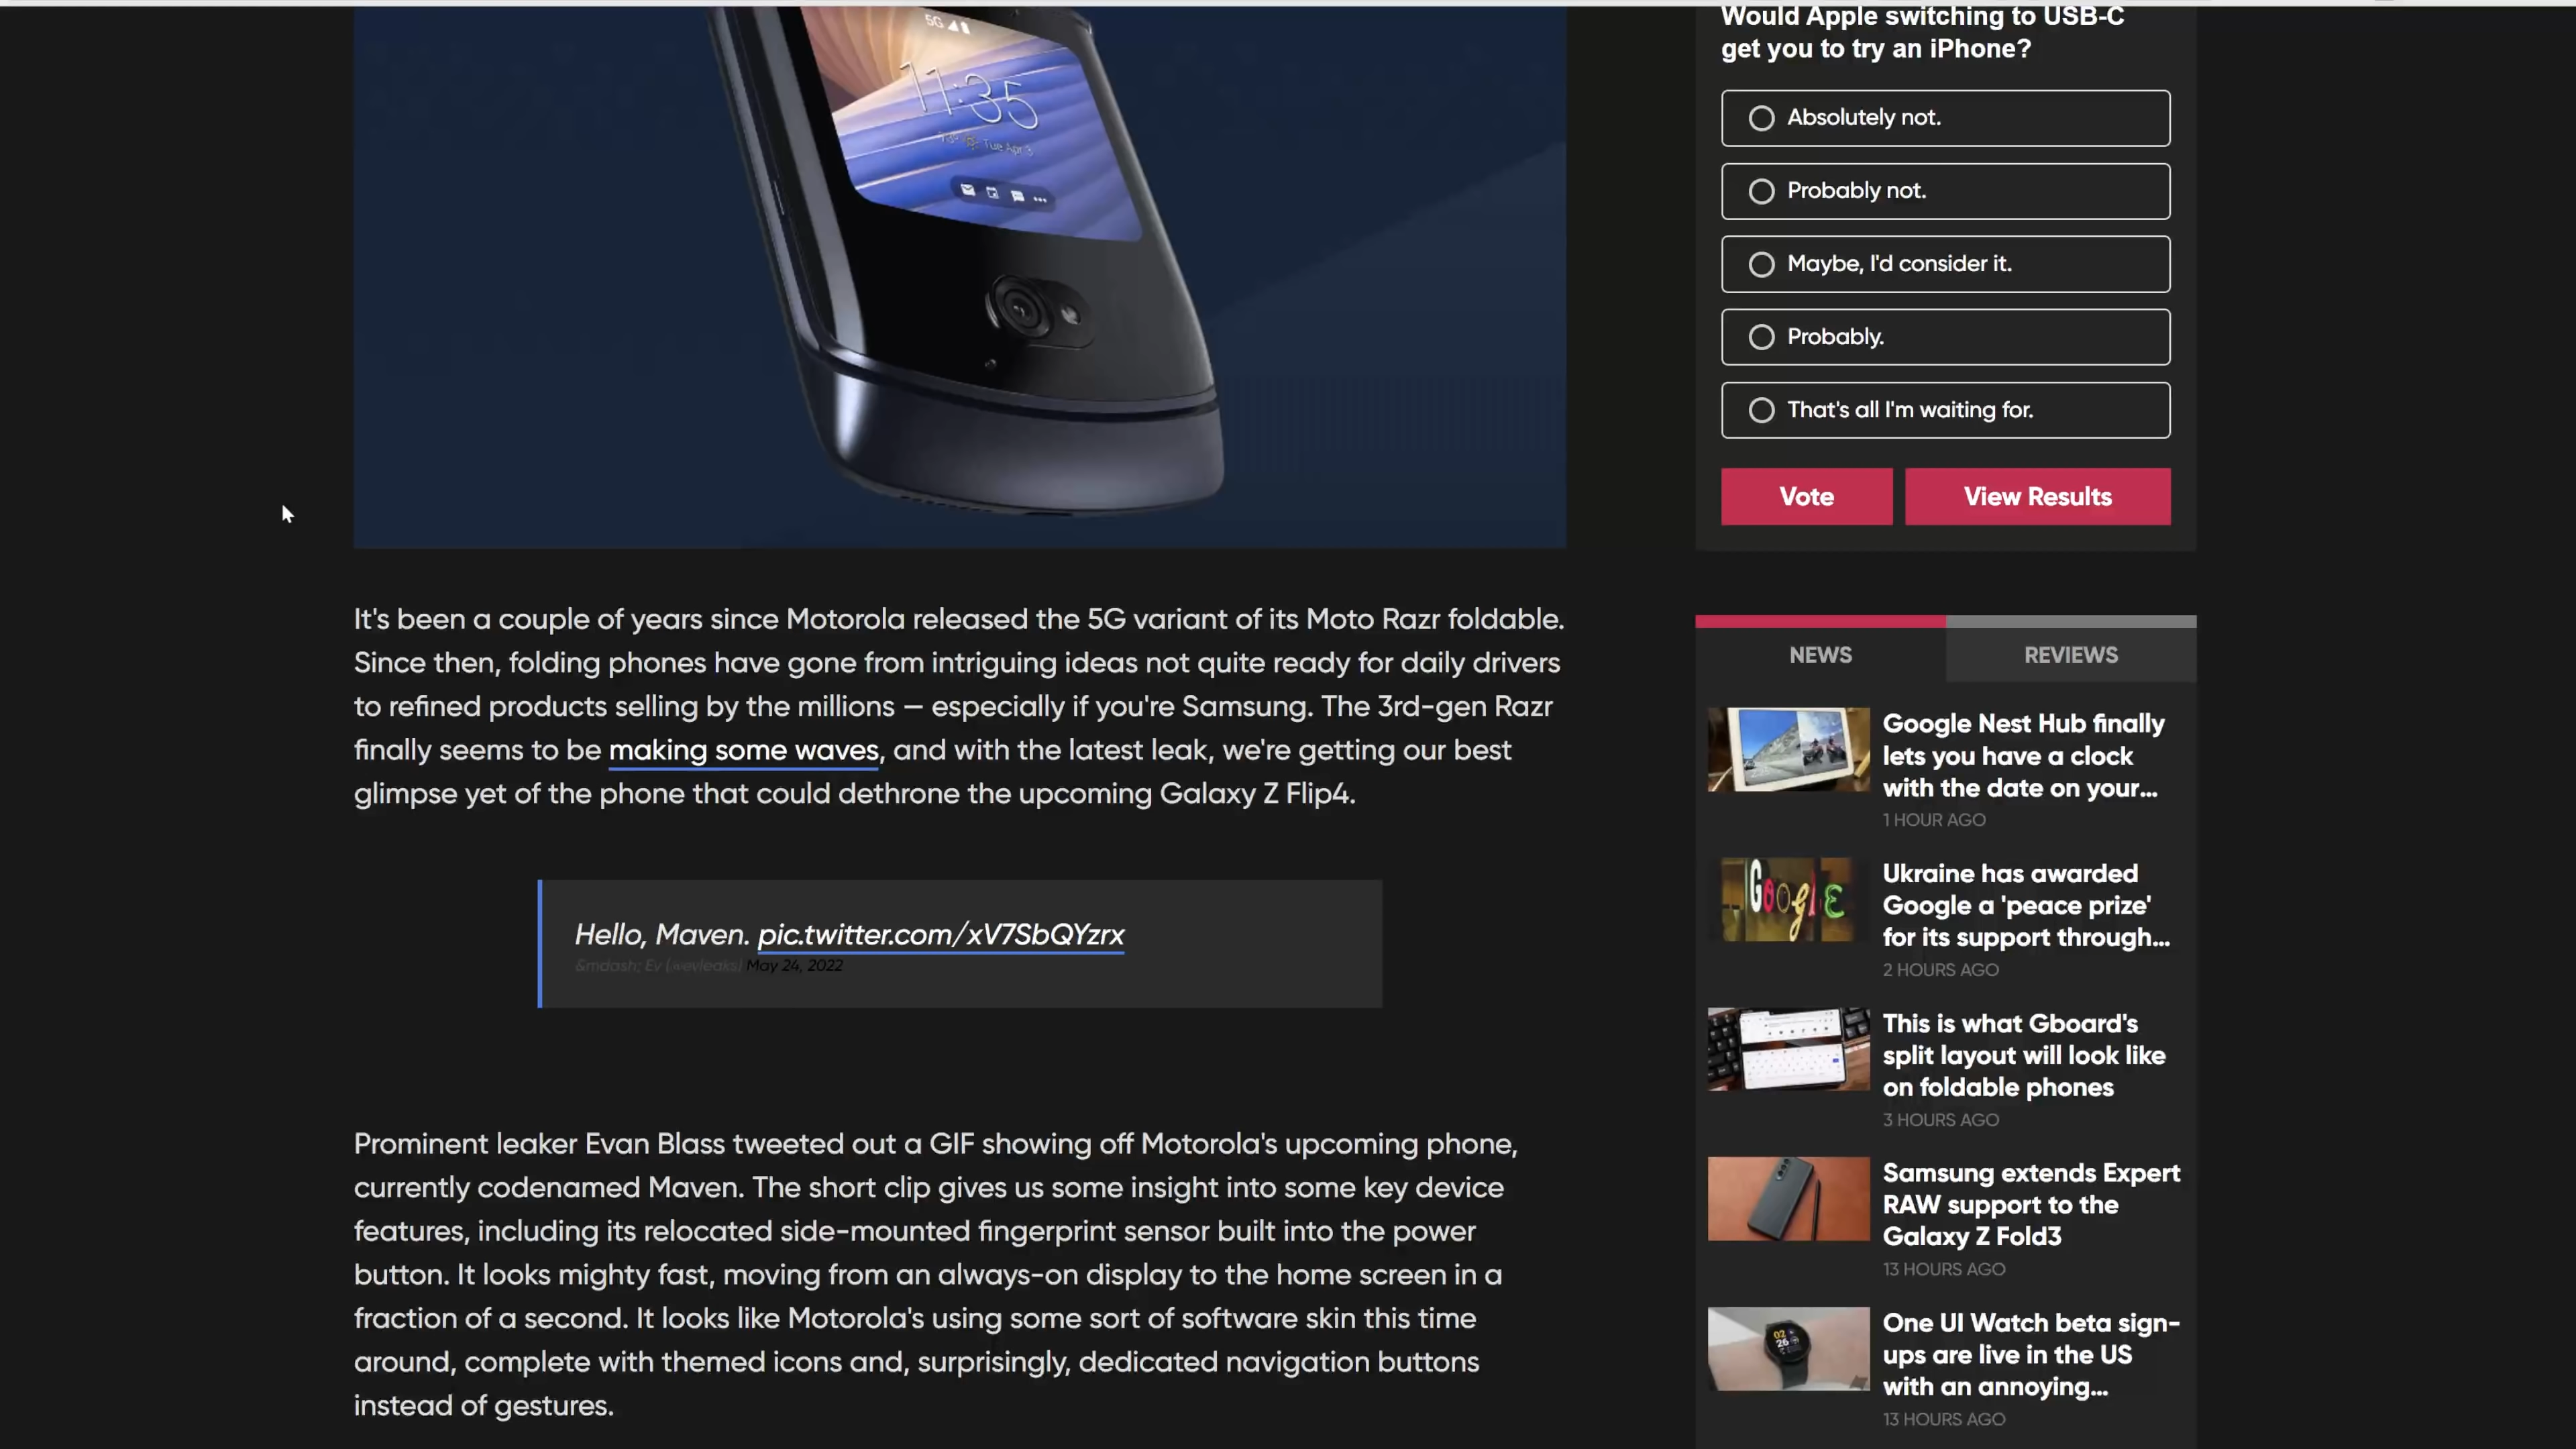 5G
11:35
Tue Apr 3
It's been a couple of years since Motorola released the 5G variant of its Moto Razr foldable.
Since then, folding phones have gone from intriguing ideas not quite ready for daily drivers
to refined products selling by the millions — especially if you're Samsung. The 3rd-gen Razr
finally seems to be making some waves, and with the latest leak, we're getting our best
glimpse yet of the phone that could dethrone the upcoming Galaxy Z Flip4.
Hello, Maven. pic.twitter.com/xV7SbQYzrx
&mdash; Ev (@evleaks) May 24, 2022
Prominent leaker Evan Blass tweeted out a GIF showing off Motorola's upcoming phone,
currently codenamed Maven. The short clip gives us some insight into some key device
features, including its relocated side-mounted fingerprint sensor built into the power
button. It looks mighty fast, moving from an always-on display to the home screen in a
fraction of a second. It looks like Motorola's using some sort of software skin this time
around, complete with themed icons and, surprisingly, dedicated navigation buttons
instead of gestures.
Would Apple switching to USB-C
get you to try an iPhone?
Absolutely not.
Probably not.
Maybe, I'd consider it.
Probably.
That's all I'm waiting for.
Vote
View Results
NEWS
REVIEWS
Google Nest Hub finally
lets you have a clock
with the date on your...
1 HOUR AGO
GOOGLE
Ukraine has awarded
Google a 'peace prize'
for its support through...
2 HOURS AGO
This is what Gboard's
split layout will look like
on foldable phones
3 HOURS AGO
Samsung extends Expert
RAW support to the
Galaxy Z Fold3
13 HOURS AGO
02
26
One UI Watch beta sign-
ups are live in the US
with an annoying...
13 HOURS AGO